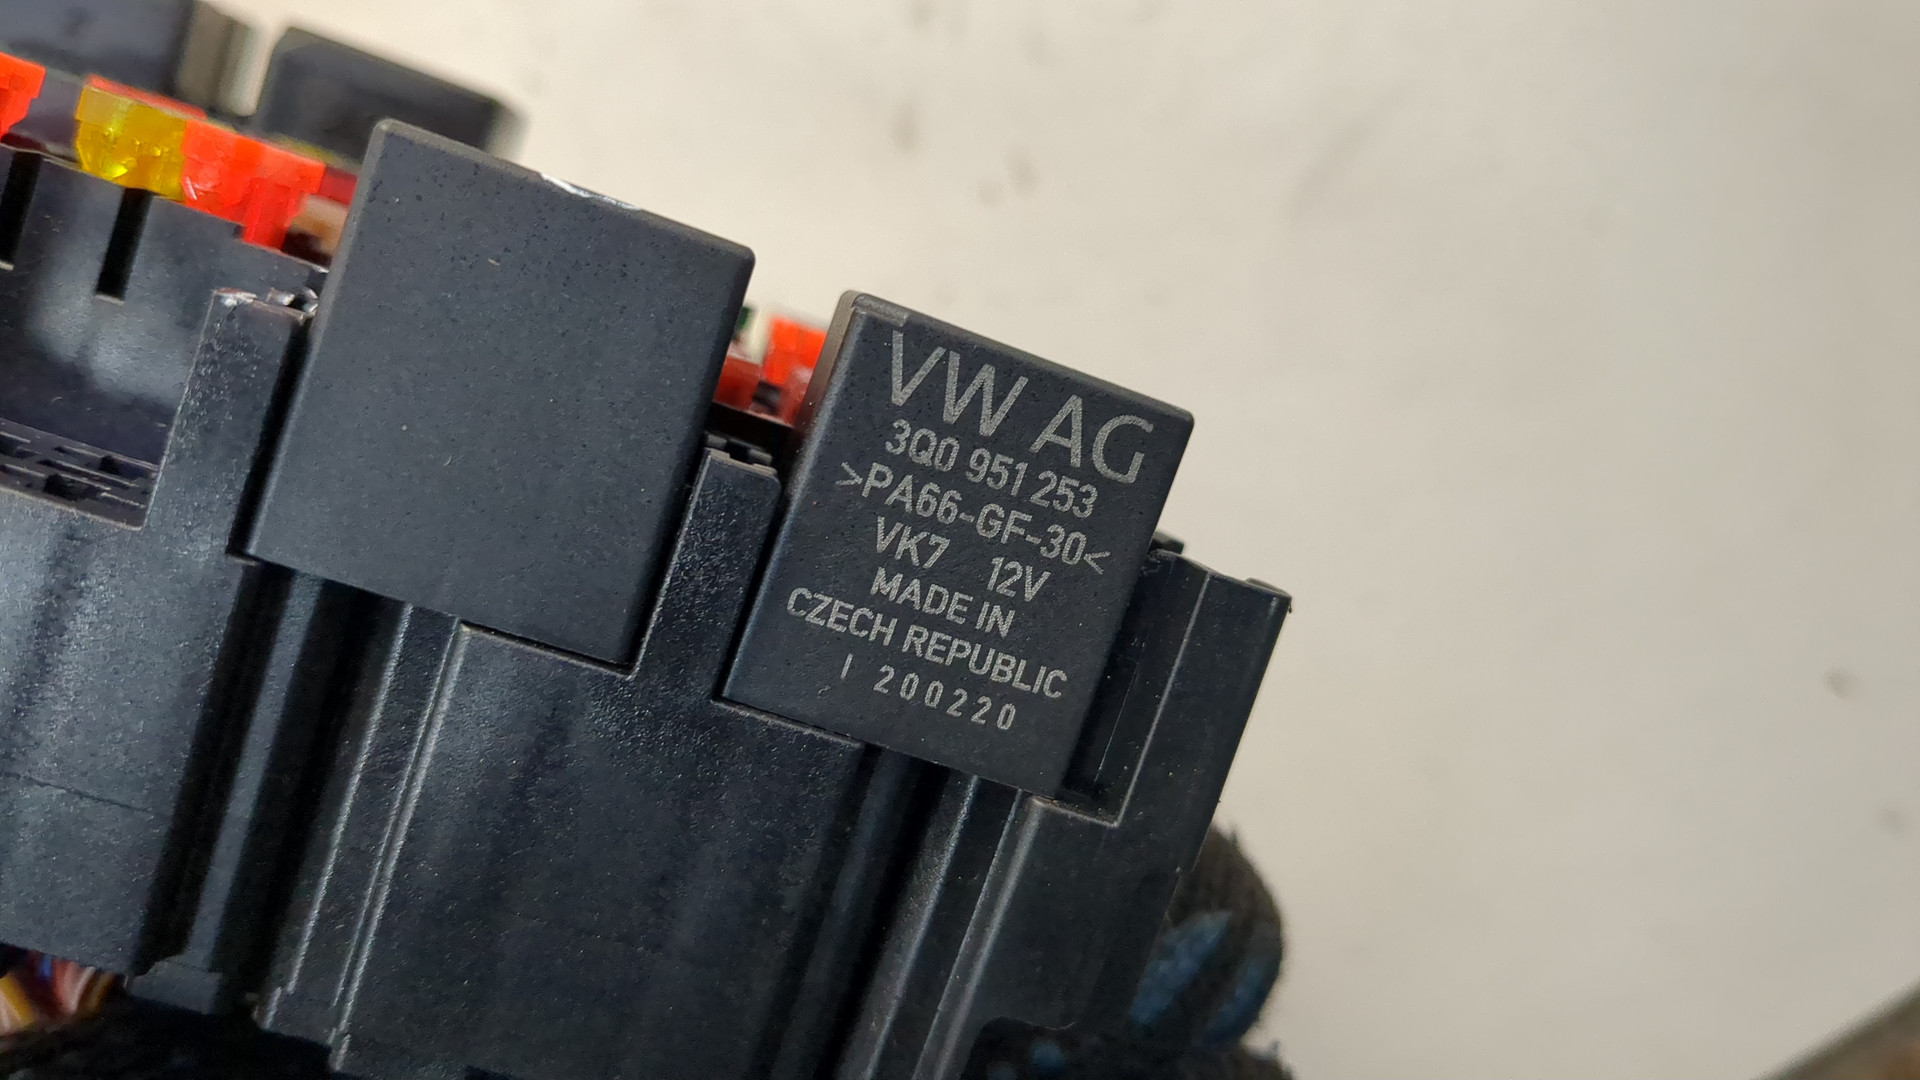 VW AG
3Q0 951 253
>PA66-GF-30<
VK7 12V
MADE IN
CZECH REPUBLIC
I 200220